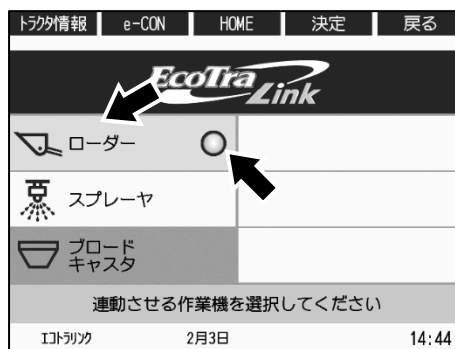 トラクタ情報 e-CON HOME 決定 戻る
EcoTra
Link
ローダー
スプレーヤ
ブロード
キャスタ
連動させる作業機を選択してください
エコトラリンク 2月3日 14:44